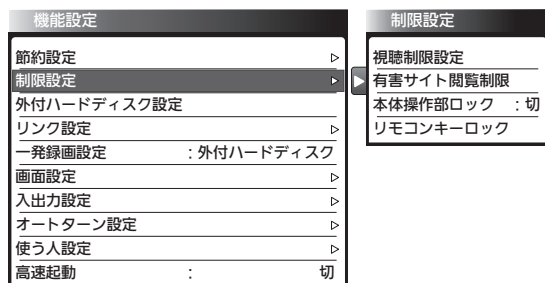 機能設定
節約設定
制限設定
外付ハードディスク設定
リンク設定
一発録画設定 : 外付ハードディスク
画面設定
入出力設定
オートターン設定
使う人設定
高速起動 : 切
制限設定
視聴制限設定
有害サイト閲覧制限
本体操作部ロック : 切
リモコンキーロック